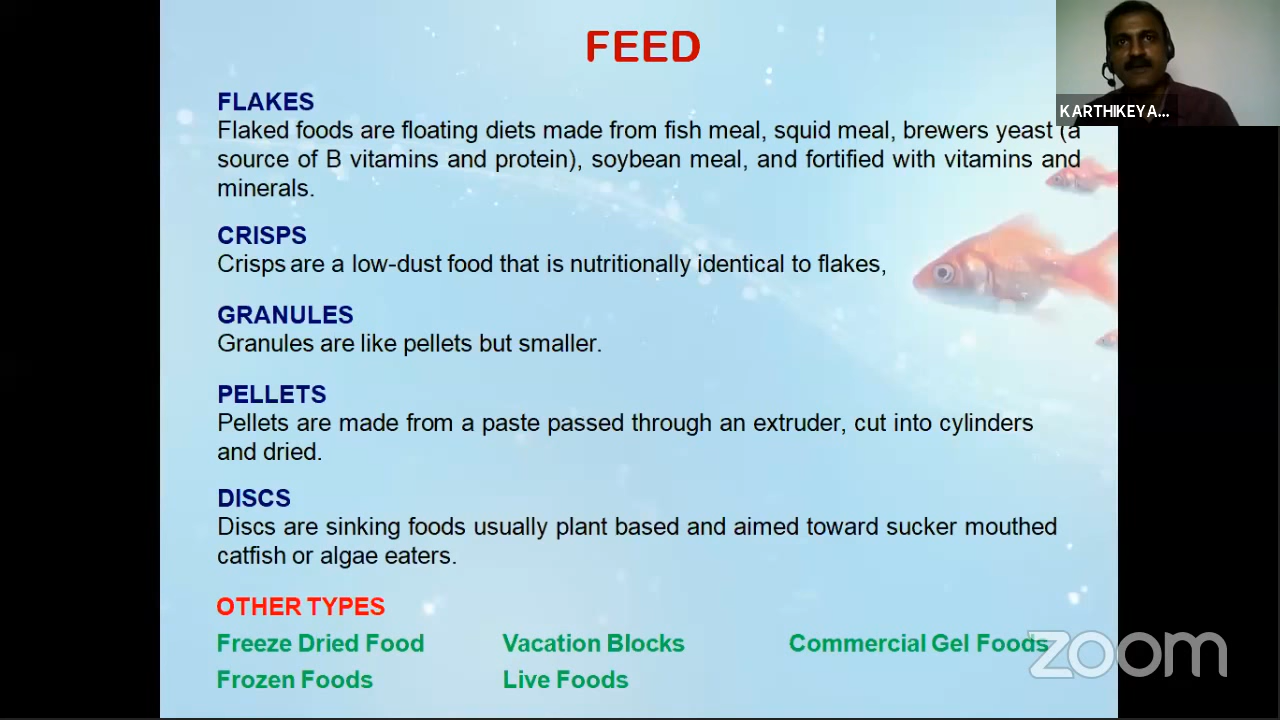 FEED
KARTHIKEYA...
FLAKES
Flaked foods are floating diets made from fish meal, squid meal, brewers yeast (a
source of B vitamins and protein), soybean meal, and fortified with vitamins and
minerals.
CRISPS
Crisps are a low-dust food that is nutritionally identical to flakes,
GRANULES
Granules are like pellets but smaller.
PELLETS
Pellets are made from a paste passed through an extruder, cut into cylinders
and dried.
DISCS
Discs are sinking foods usually plant based and aimed toward sucker mouthed
catfish or algae eaters.
OTHER TYPES
Freeze Dried Food Vacation Blocks Commercial Gel Foods
Frozen Foods Live Foods
zoom